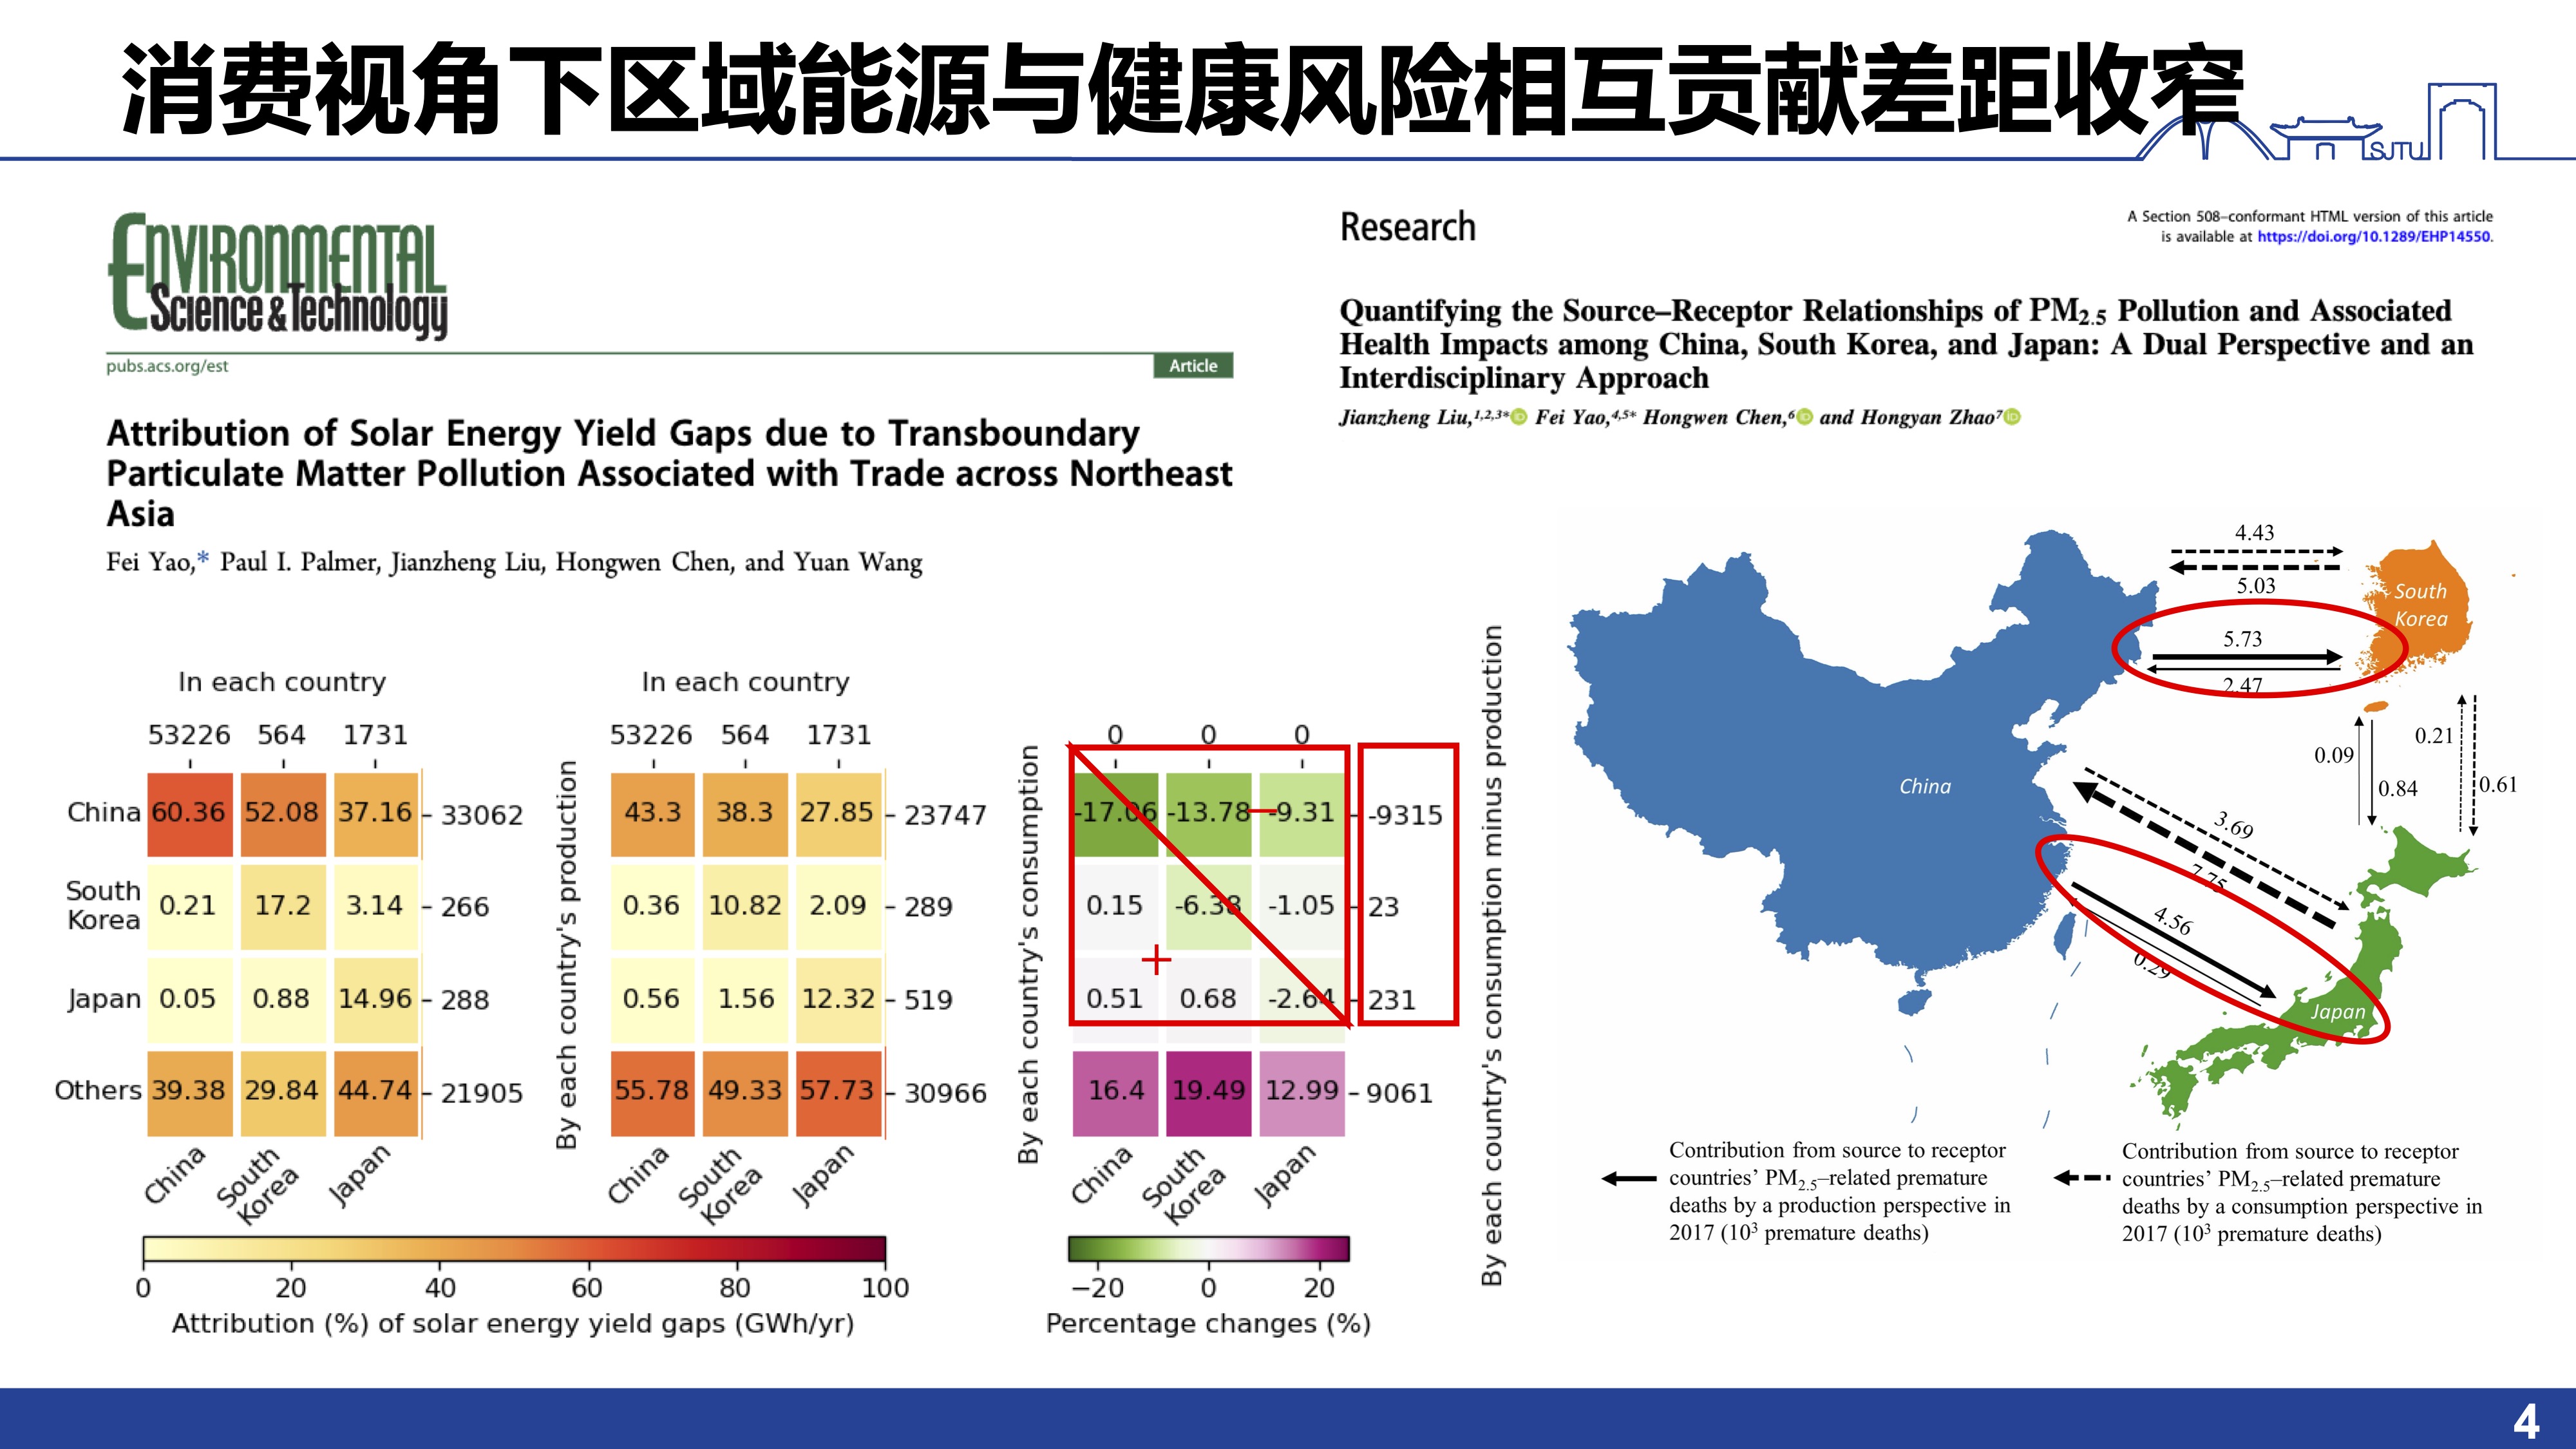 消费视角下区域能源与健康风险相互贡献差距收窄
SJTU
ENVIRONMENTAL
Science & Technology
pubs.acs.org/est
Article
Attribution of Solar Energy Yield Gaps due to Transboundary
Particulate Matter Pollution Associated with Trade across Northeast
Asia
Fei Yao,* Paul I. Palmer, Jianzheng Liu, Hongwen Chen, and Yuan Wang
Research
A Section 508–conformant HTML version of this article
is available at https://doi.org/10.1289/EHP14550.
Quantifying the Source–Receptor Relationships of PM2.5 Pollution and Associated
Health Impacts among China, South Korea, and Japan: A Dual Perspective and an
Interdisciplinary Approach
Jianzheng Liu,1,2,3* Fei Yao,4,5* Hongwen Chen,6 and Hongyan Zhao7
In each country
53226 564 1731
China 60.36 52.08 37.16 33062
South
Korea 0.21 17.2 3.14 266
Japan 0.05 0.88 14.96 288
Others 39.38 29.84 44.74 21905
China South Korea Japan
By each country's production
In each country
53226 564 1731
43.3 38.3 27.85 23747
0.36 10.82 2.09 289
0.56 1.56 12.32 519
55.78 49.33 57.73 30966
China South Korea Japan
By each country's consumption
0 0 0
-17.06 -13.78 -9.31 -9315
0.15 -6.38 -1.05 23
0.51 0.68 -2.64 231
16.4 19.49 12.99 9061
China South Korea Japan
By each country's consumption minus production
0 20 40 60 80 100
Attribution (%) of solar energy yield gaps (GWh/yr)
−20 0 20
Percentage changes (%)
4.43
5.03
5.73
2.47
South
Korea
0.09
0.84
0.21
0.61
China
3.69
7.75
4.56
0.29
Japan
Contribution from source to receptor
countries' PM2.5–related premature
deaths by a production perspective in
2017 (10³ premature deaths)
Contribution from source to receptor
countries' PM2.5–related premature
deaths by a consumption perspective in
2017 (10³ premature deaths)
4